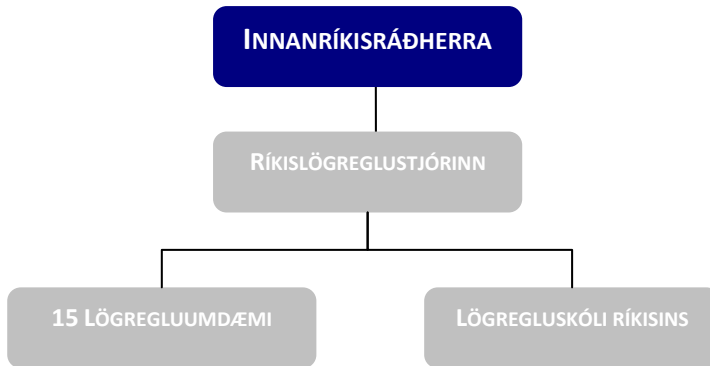 INNANRÍKISRÁÐHERRA
RÍKISLÖGREGLUSTJÓRINN
15 LÖGREGLUUMDÆMI
LÖGREGLUSKÓLI RÍKISINS